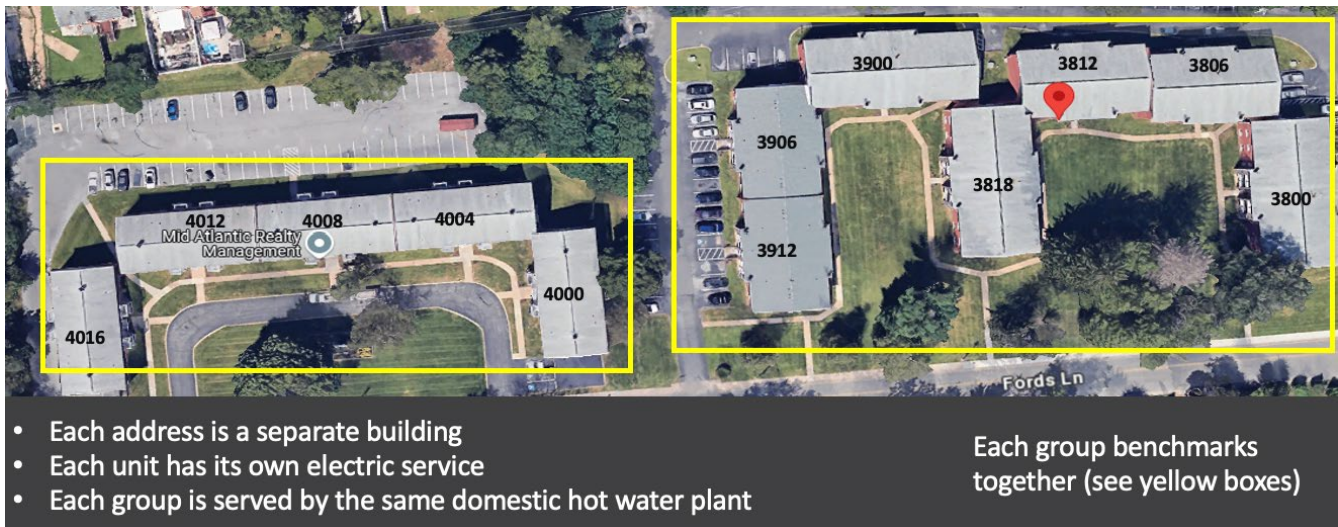 3900
3812
3806
3906
3818
3800
3912
4012
4008
4004
Mid Atlantic Realty
Management
4000
4016
Fords Ln
• Each address is a separate building
• Each unit has its own electric service
• Each group is served by the same domestic hot water plant
Each group benchmarks
together (see yellow boxes)